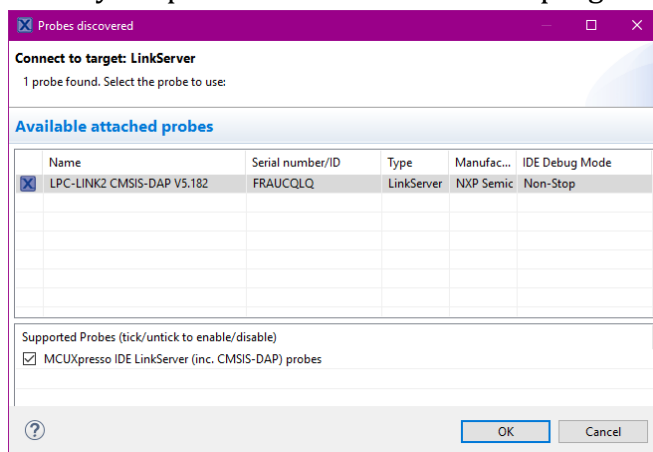 Probes discovered
Connect to target: LinkServer
1 probe found. Select the probe to use:
Available attached probes
Name Serial number/ID Type Manufac... IDE Debug Mode
LPC-LINK2 CMSIS-DAP V5.182 FRAUCQLQ LinkServer NXP Semic Non-Stop
Supported Probes (tick/untick to enable/disable)
MCUXpresso IDE LinkServer (inc. CMSIS-DAP) probes
? OK Cancel